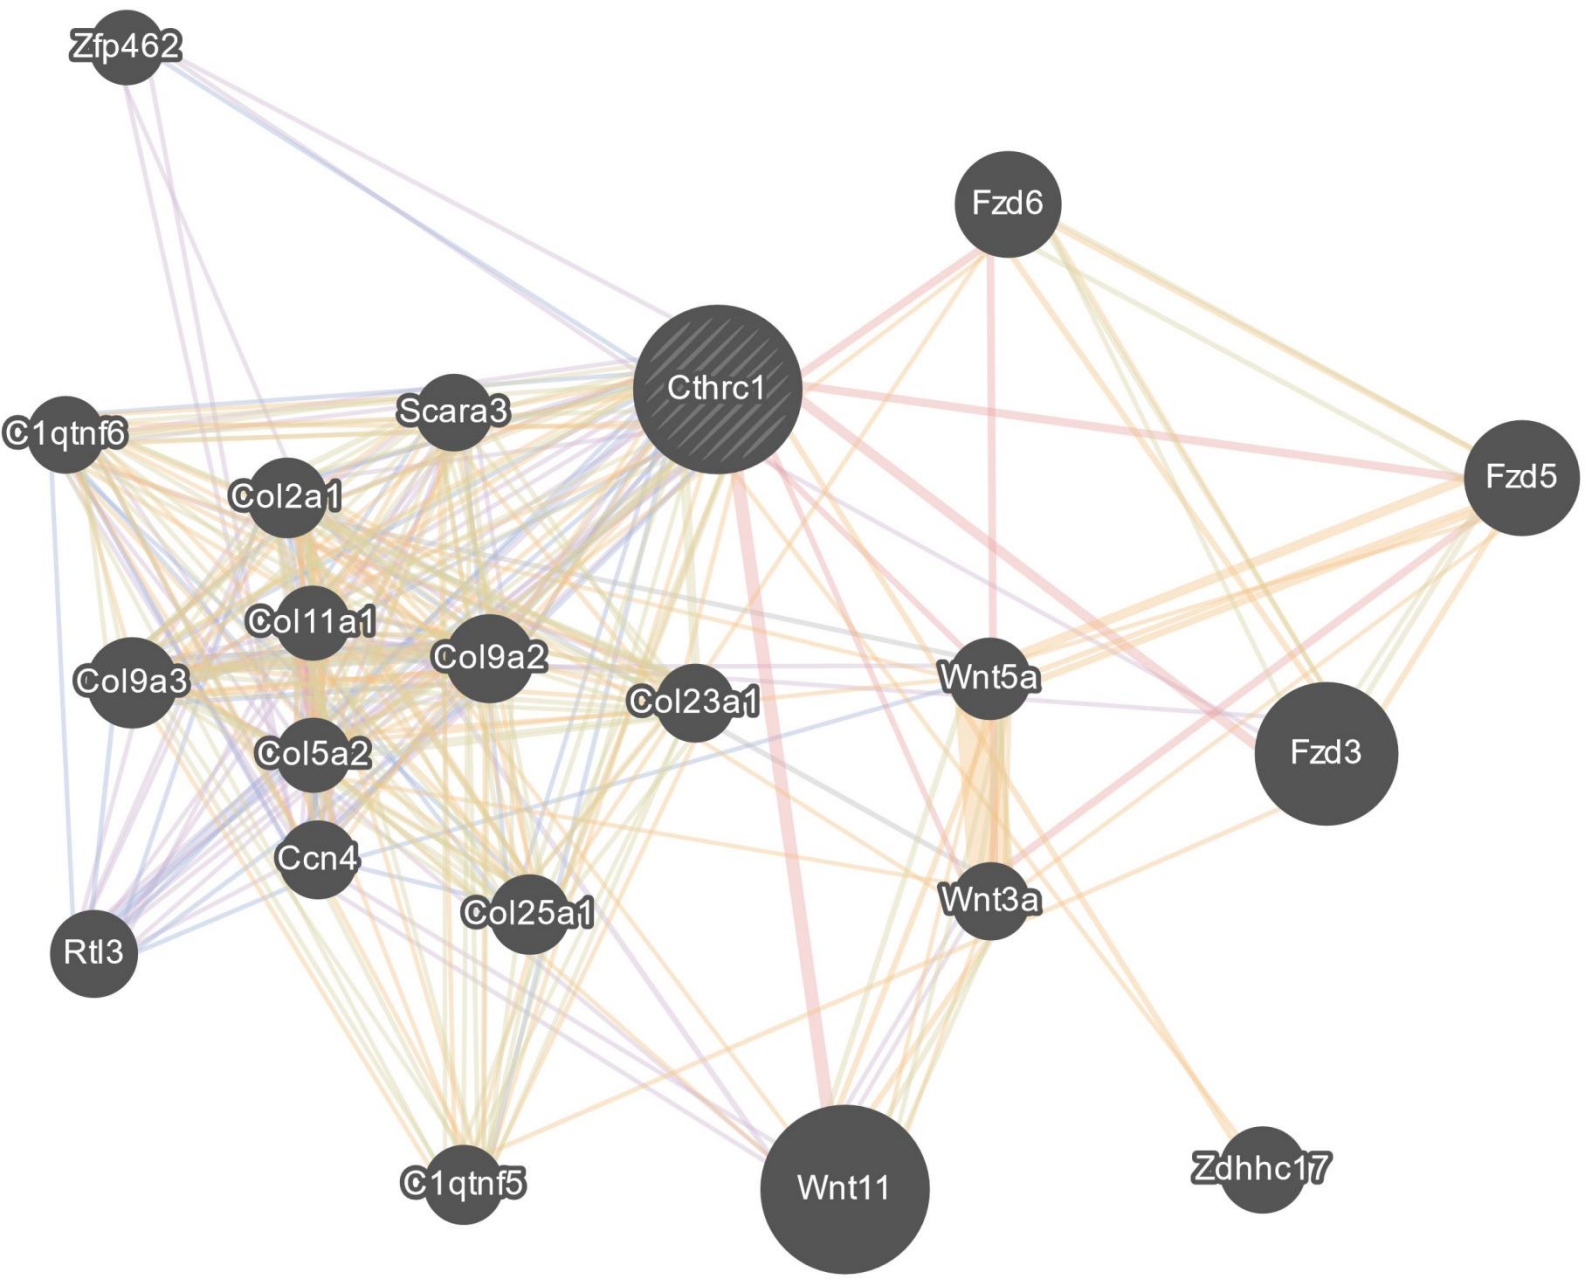 Zfp462
Fzd6
Cthrc1
Scara3
C1qtnf6
Fzd5
Col2a1
Col11a1
Col9a2
Wnt5a
Col9a3
Col23a1
Col5a2
Fzd3
Ccn4
Wnt3a
Col25a1
Rtl3
Zdhhc17
C1qtnf5
Wnt11